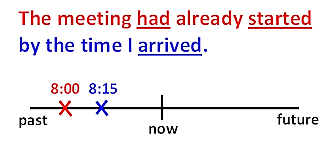 The meeting had already started
by the time I arrived.
8:00 8:15
past now future